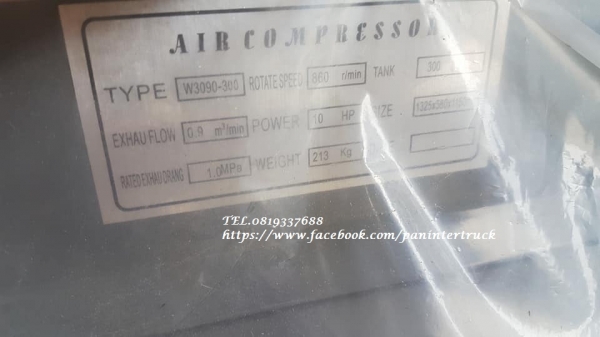 AIR COMPRESSOR
TYPE W3090-300 ROTATE SPEED 860 r/min TANK 300
EXHAU FLOW 0.9 m³/min POWER 10 HP SIZE
RATED EXHAU DRANG 1.0MPa WEIGHT 213 Kg
TEL.0819337688
https://www.facebook.com/panintertruck